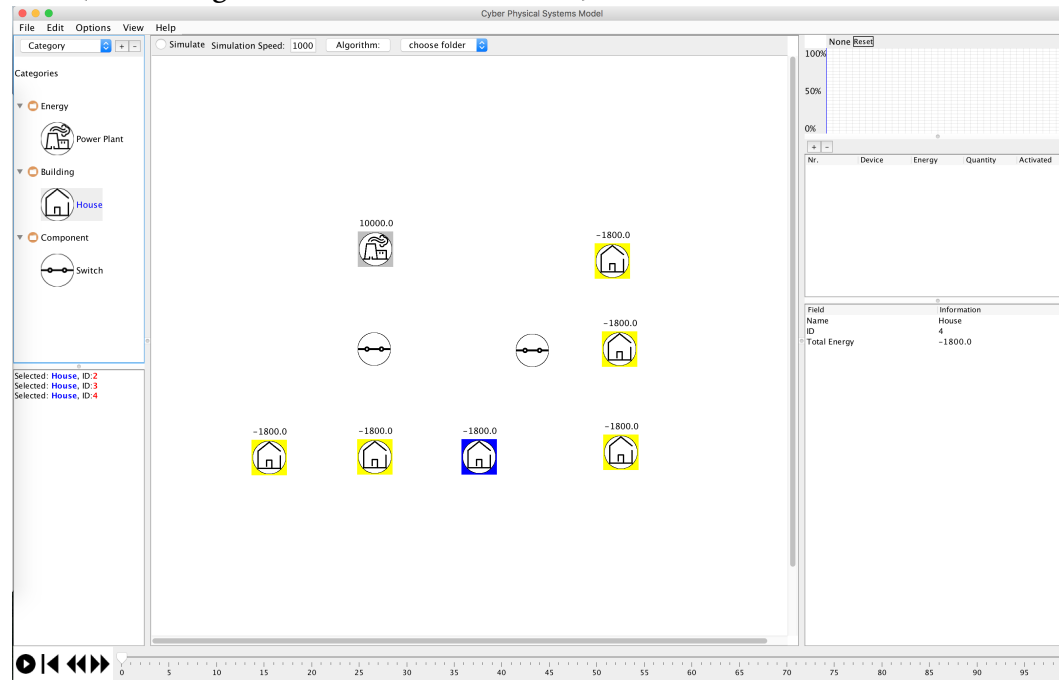 Cyber Physical Systems Model
File Edit Options View Help
Category + -
Simulate Simulation Speed: 1000 Algorithm: choose folder
None Reset
100%
50%
0%
Categories
Energy
Power Plant
Building
House
Component
Switch
+ -
Nr. Device Energy Quantity Activated
10000.0
-1800.0
-1800.0
-1800.0
-1800.0
-1800.0
-1800.0
Field Information
Name House
ID 4
Total Energy -1800.0
Selected: House, ID:2
Selected: House, ID:3
Selected: House, ID:4
0 5 10 15 20 25 30 35 40 45 50 55 60 65 70 75 80 85 90 95